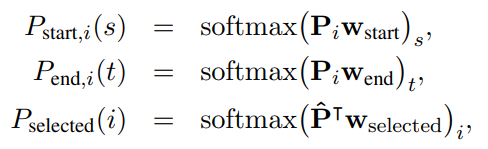 P_start,i(s) = softmax(P_i w_start)_s,
P_end,i(t) = softmax(P_i w_end)_t,
P_selected(i) = softmax(P̂^⊺ w_selected)_i,